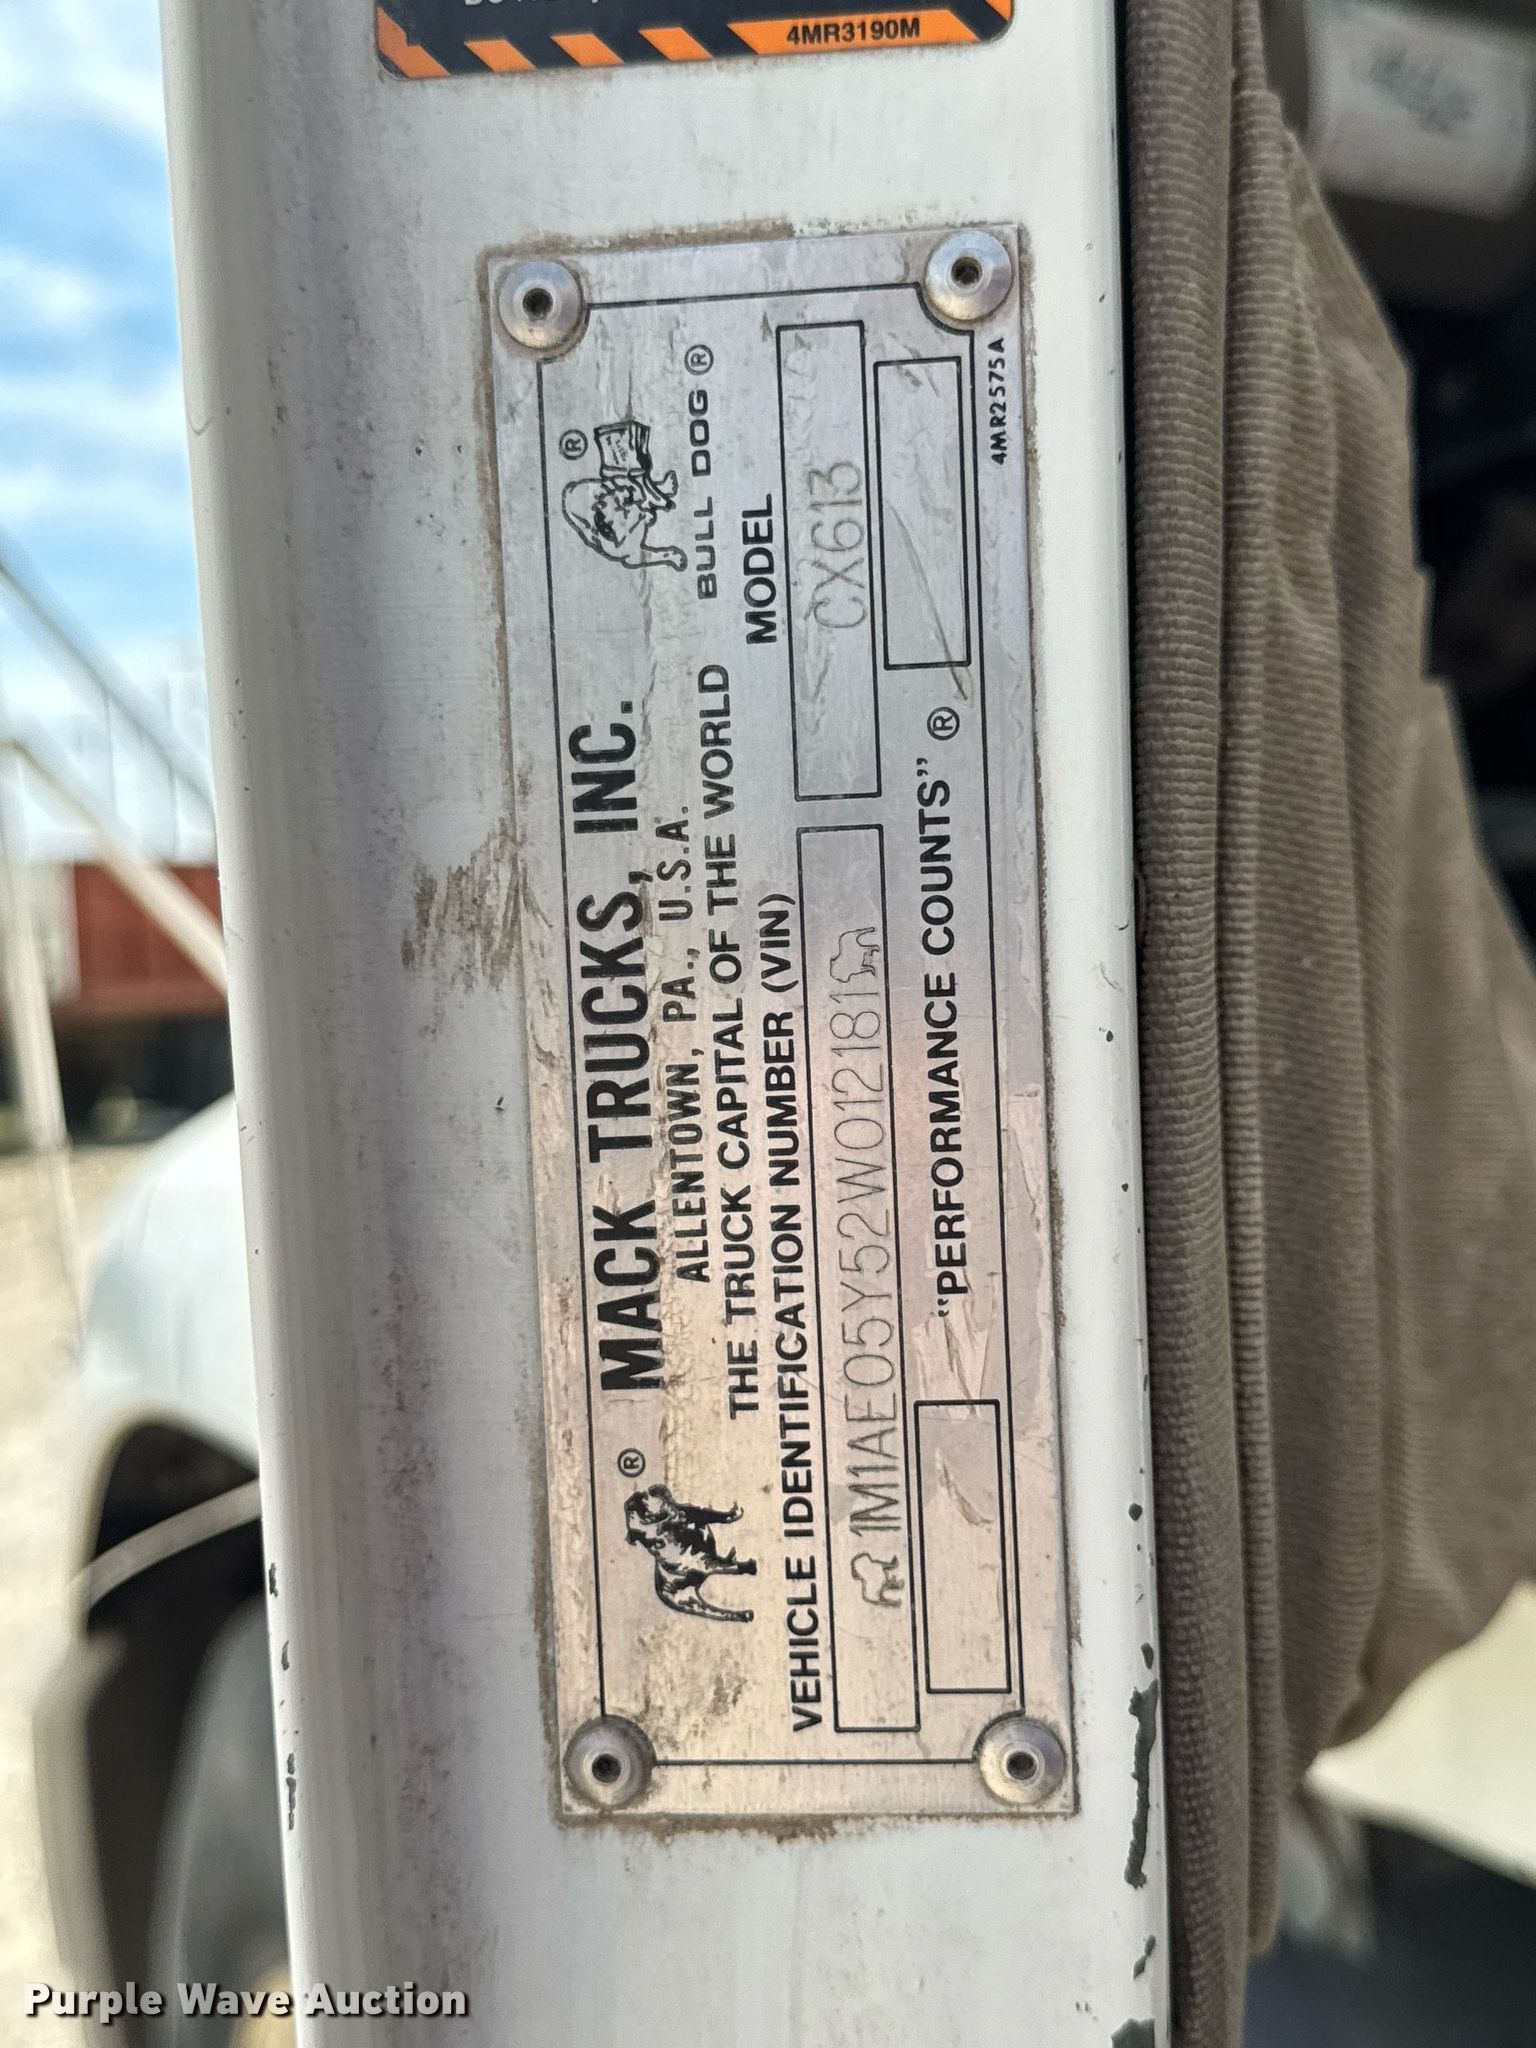 4MR3190M
MACK TRUCKS, INC.
ALLENTOWN, PA., U.S.A.
THE TRUCK CAPITAL OF THE WORLD
BULL DOG ®
VEHICLE IDENTIFICATION NUMBER (VIN)
MODEL
1M1AE05Y52W012181
CX613
"PERFORMANCE COUNTS" ®
4MR2575A
Purple Wave Auction